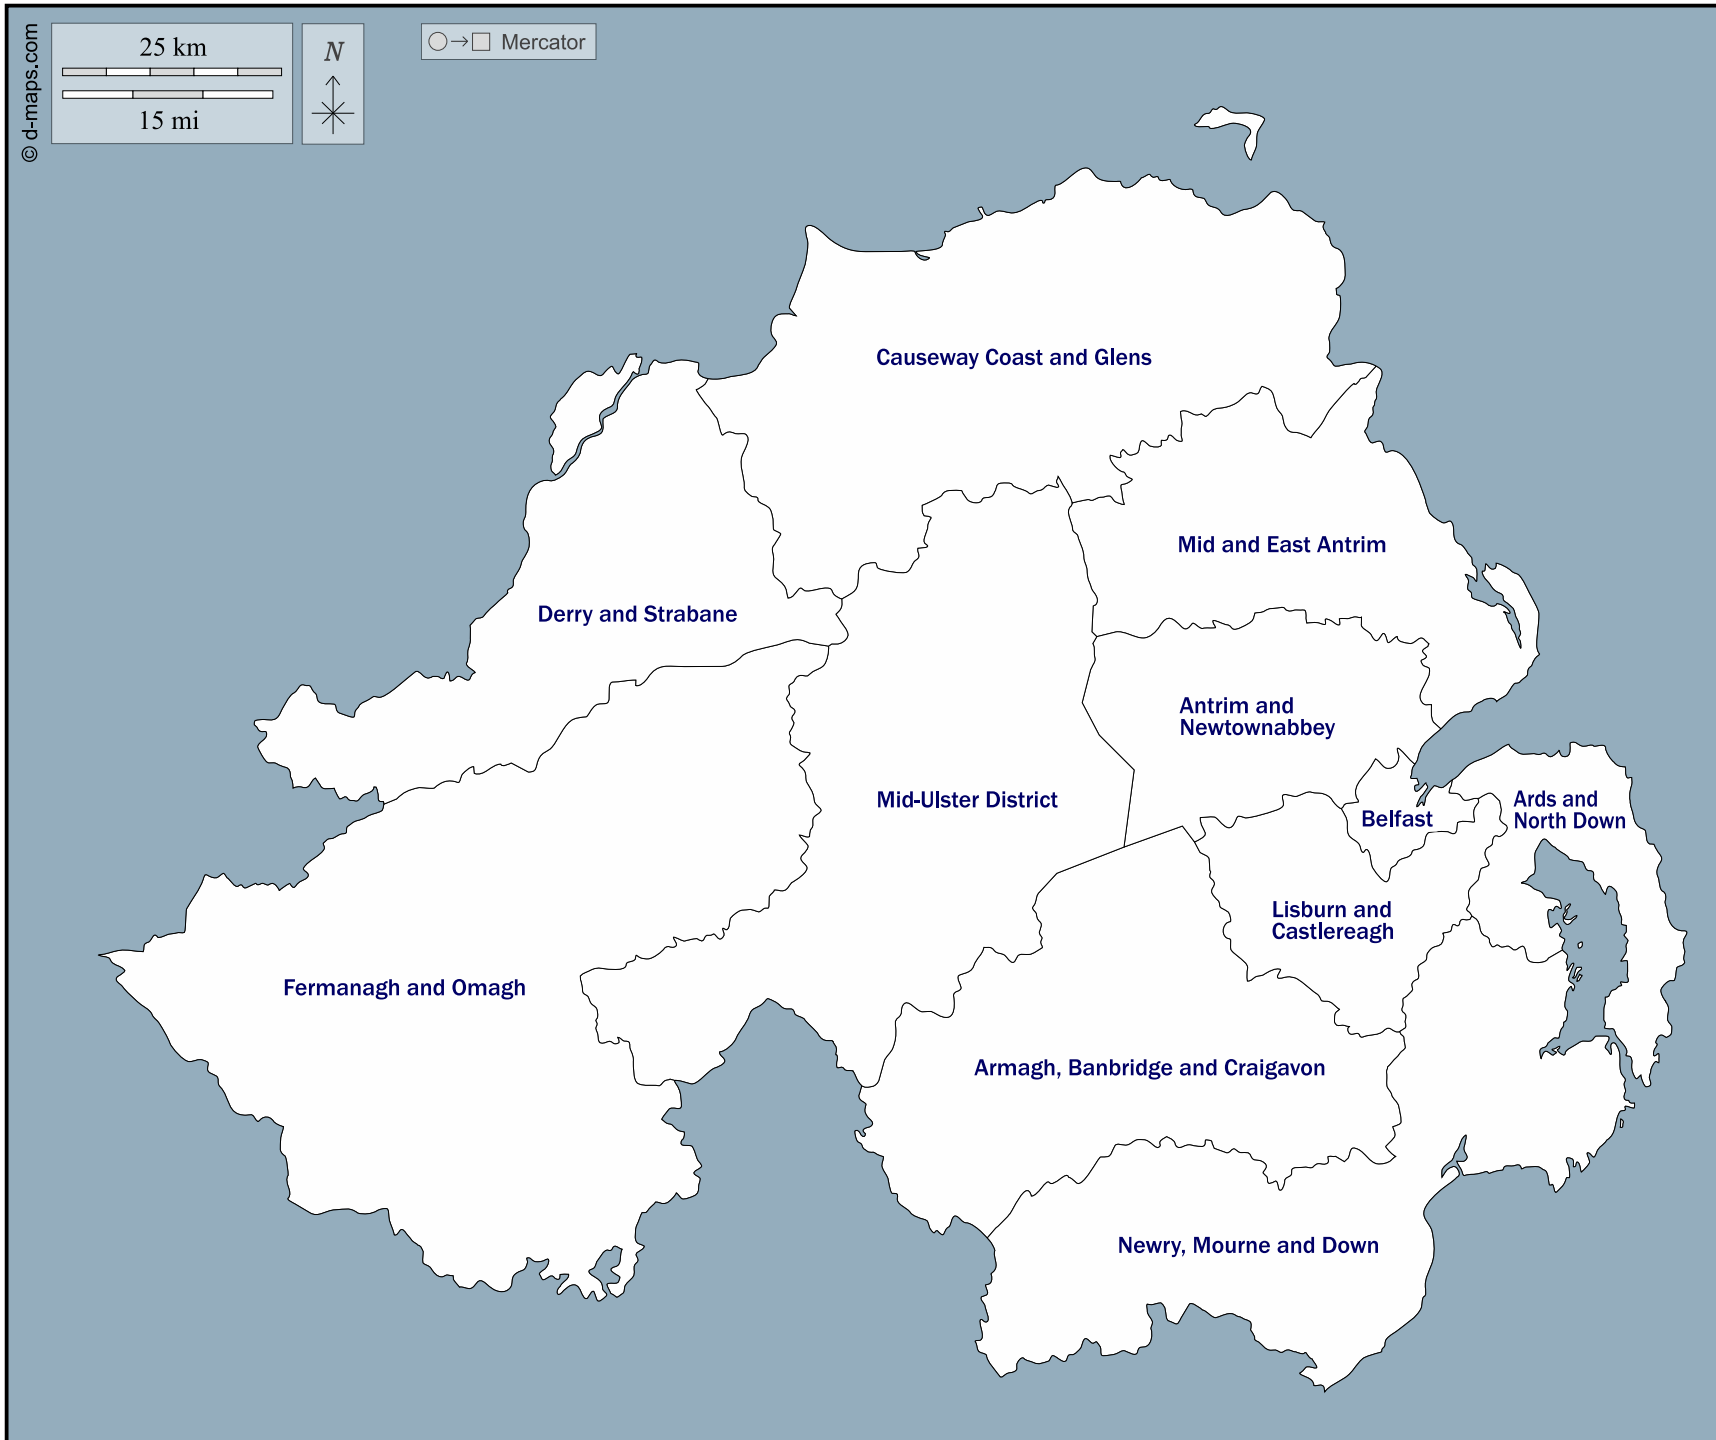 © d-maps.com
25 km
15 mi
N
Mercator
Causeway Coast and Glens
Mid and East Antrim
Derry and Strabane
Antrim and
Newtownabbey
Mid-Ulster District
Belfast
Ards and
North Down
Lisburn and
Castlereagh
Fermanagh and Omagh
Armagh, Banbridge and Craigavon
Newry, Mourne and Down